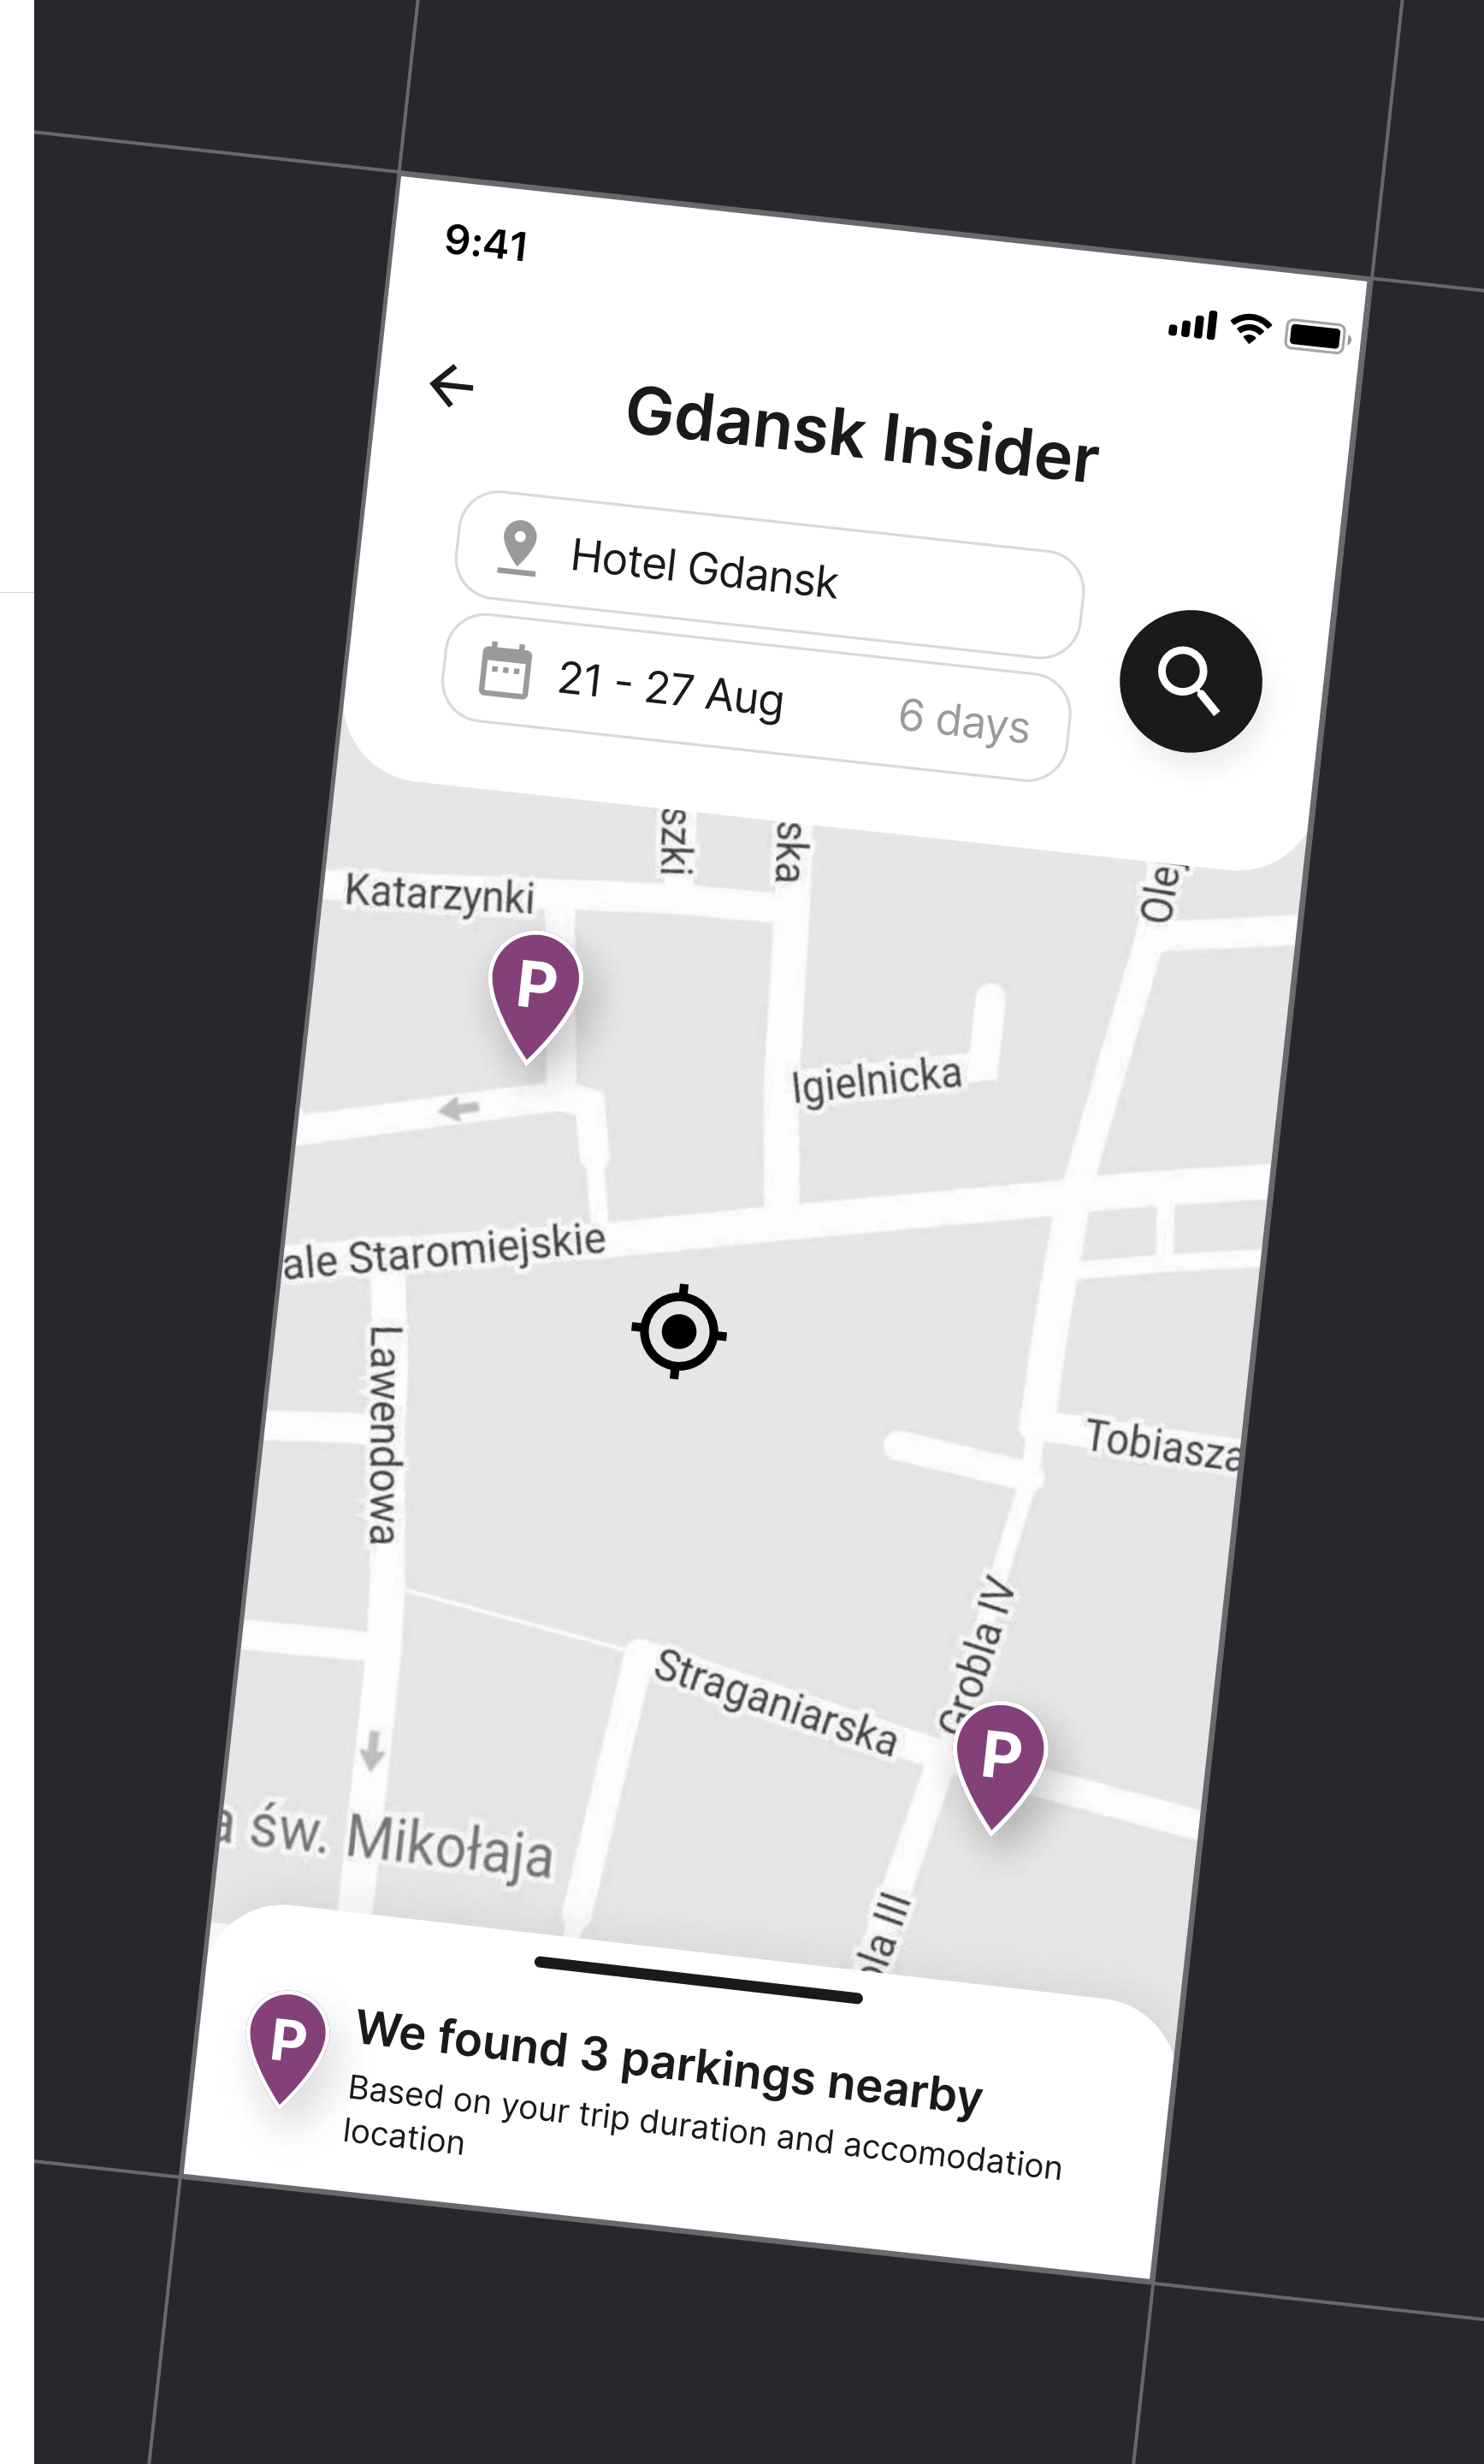 9:41
Gdansk Insider
Hotel Gdansk
21 - 27 Aug 6 days
szki
ska
Katarzynki
P
Igielnicka
ale Staromiejskie
Lawendowa
Tobiasza
Grobla IV
Straganiarska
P
a św. Mikołaja
ola III
P
We found 3 parkings nearby
Based on your trip duration and accomodation
location